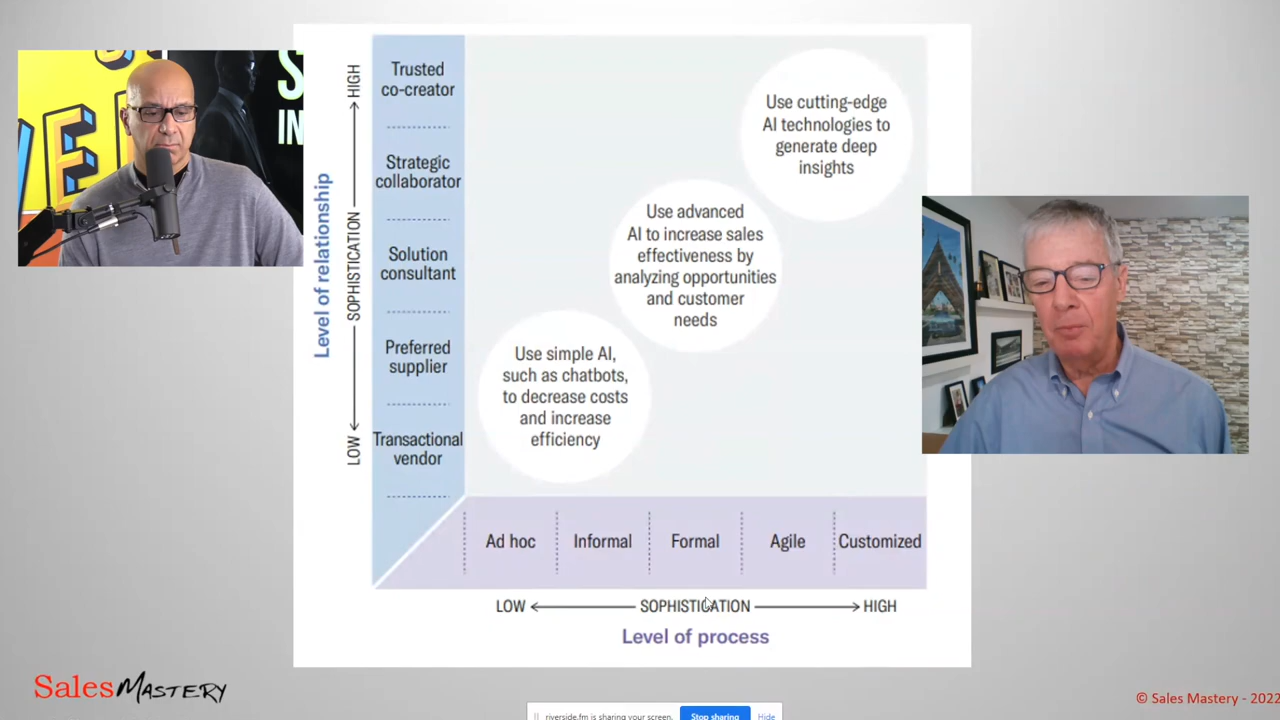 HIGH
SOPHISTICATION
LOW
Level of relationship
Trusted
co-creator
Strategic
collaborator
Solution
consultant
Preferred
supplier
Transactional
vendor
Use cutting-edge
AI technologies to
generate deep
insights
Use advanced
AI to increase sales
effectiveness by
analyzing opportunities
and customer
needs
Use simple AI,
such as chatbots,
to decrease costs
and increase
efficiency
Ad hoc
Informal
Formal
Agile
Customized
LOW
SOPHISTICATION
HIGH
Level of process
Sales MASTERY
© Sales Mastery - 2022
riverside.fm is sharing your screen.
Stop sharing
Hide